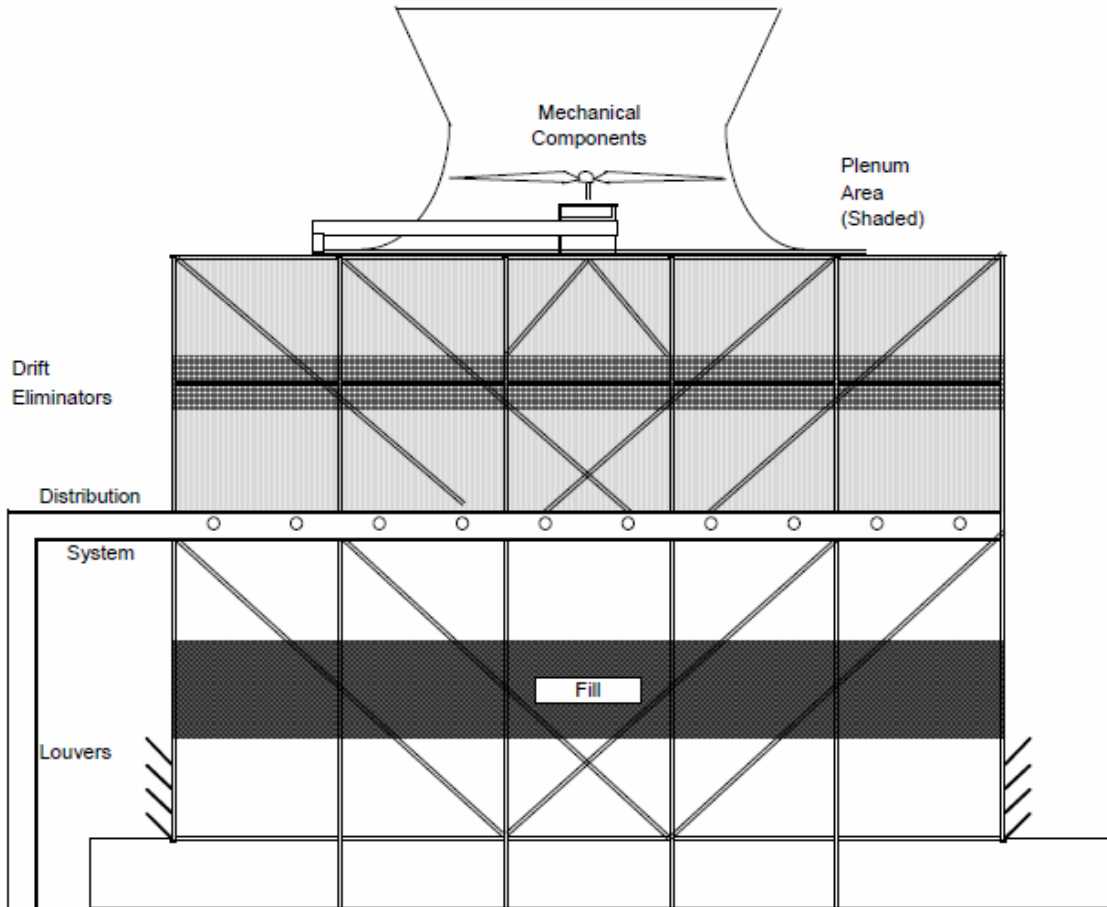 Mechanical
Components
Plenum
Area
(Shaded)
Drift
Eliminators
Distribution
System
Fill
Louvers